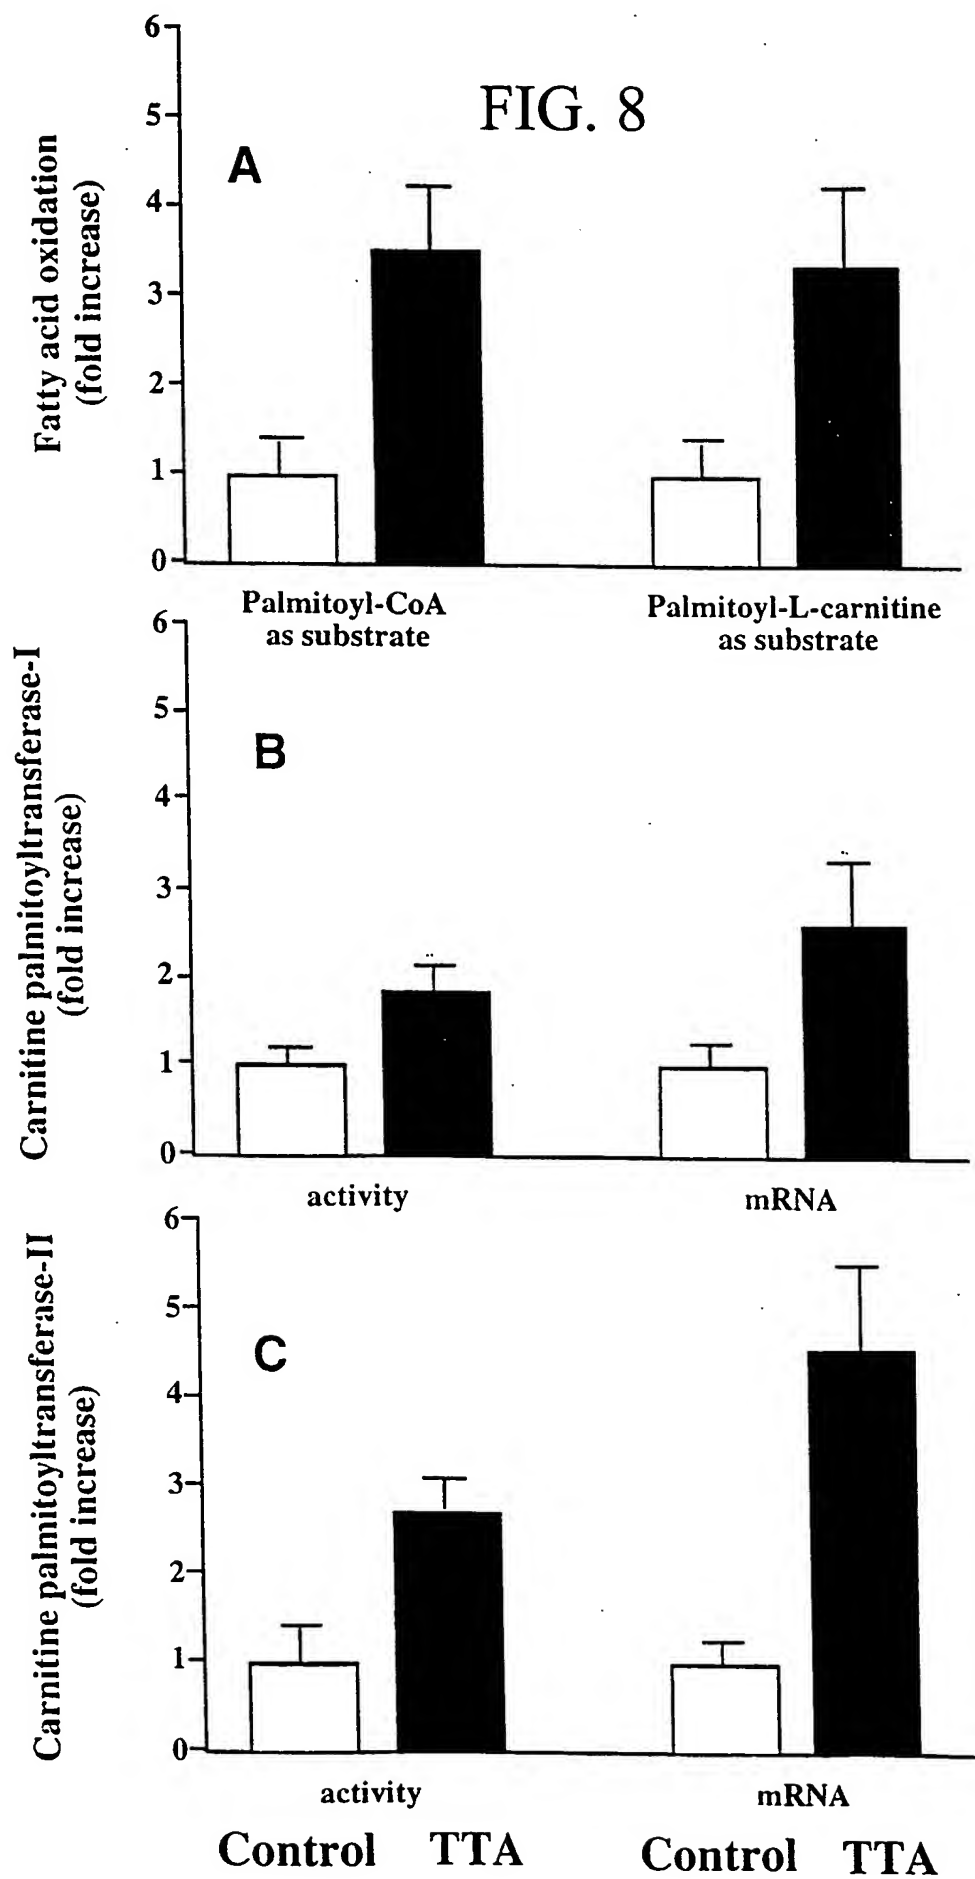 FIG. 8
A
Fatty acid oxidation
(fold increase)
6
5
4
3
2
1
0
Palmitoyl-CoA
as substrate
Palmitoyl-L-carnitine
as substrate
B
Carnitine palmitoyltransferase-I
(fold increase)
6
5
4
3
2
1
0
activity
mRNA
C
Carnitine palmitoyltransferase-II
(fold increase)
6
5
4
3
2
1
0
activity
mRNA
Control TTA
Control TTA